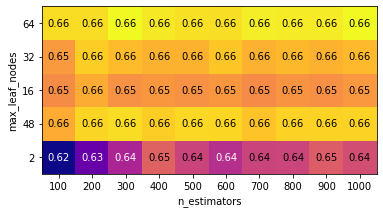 max_leaf_nodes
64 0.66 0.66 0.66 0.66 0.66 0.66 0.66 0.66 0.66 0.66
32 0.65 0.66 0.66 0.66 0.66 0.66 0.66 0.66 0.66 0.66
16 0.65 0.66 0.65 0.65 0.65 0.65 0.65 0.65 0.65 0.65
48 0.66 0.66 0.66 0.66 0.66 0.66 0.66 0.66 0.66 0.66
2 0.62 0.63 0.64 0.65 0.64 0.64 0.64 0.64 0.65 0.64
100 200 300 400 500 600 700 800 900 1000
n_estimators